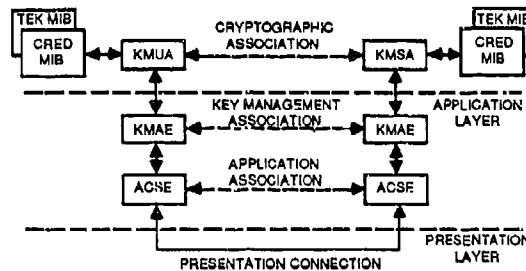 TEK MIB
CRED
MIB
KMUA
CRYPTOGRAPHIC
ASSOCIATION
KMSA
TEK MIB
CRED
MIB
KEY MANAGEMENT
ASSOCIATION
APPLICATION
LAYER
KMAE
KMAE
APPLICATION
ASSOCIATION
ACSE
ACSE
PRESENTATION
LAYER
PRESENTATION CONNECTION